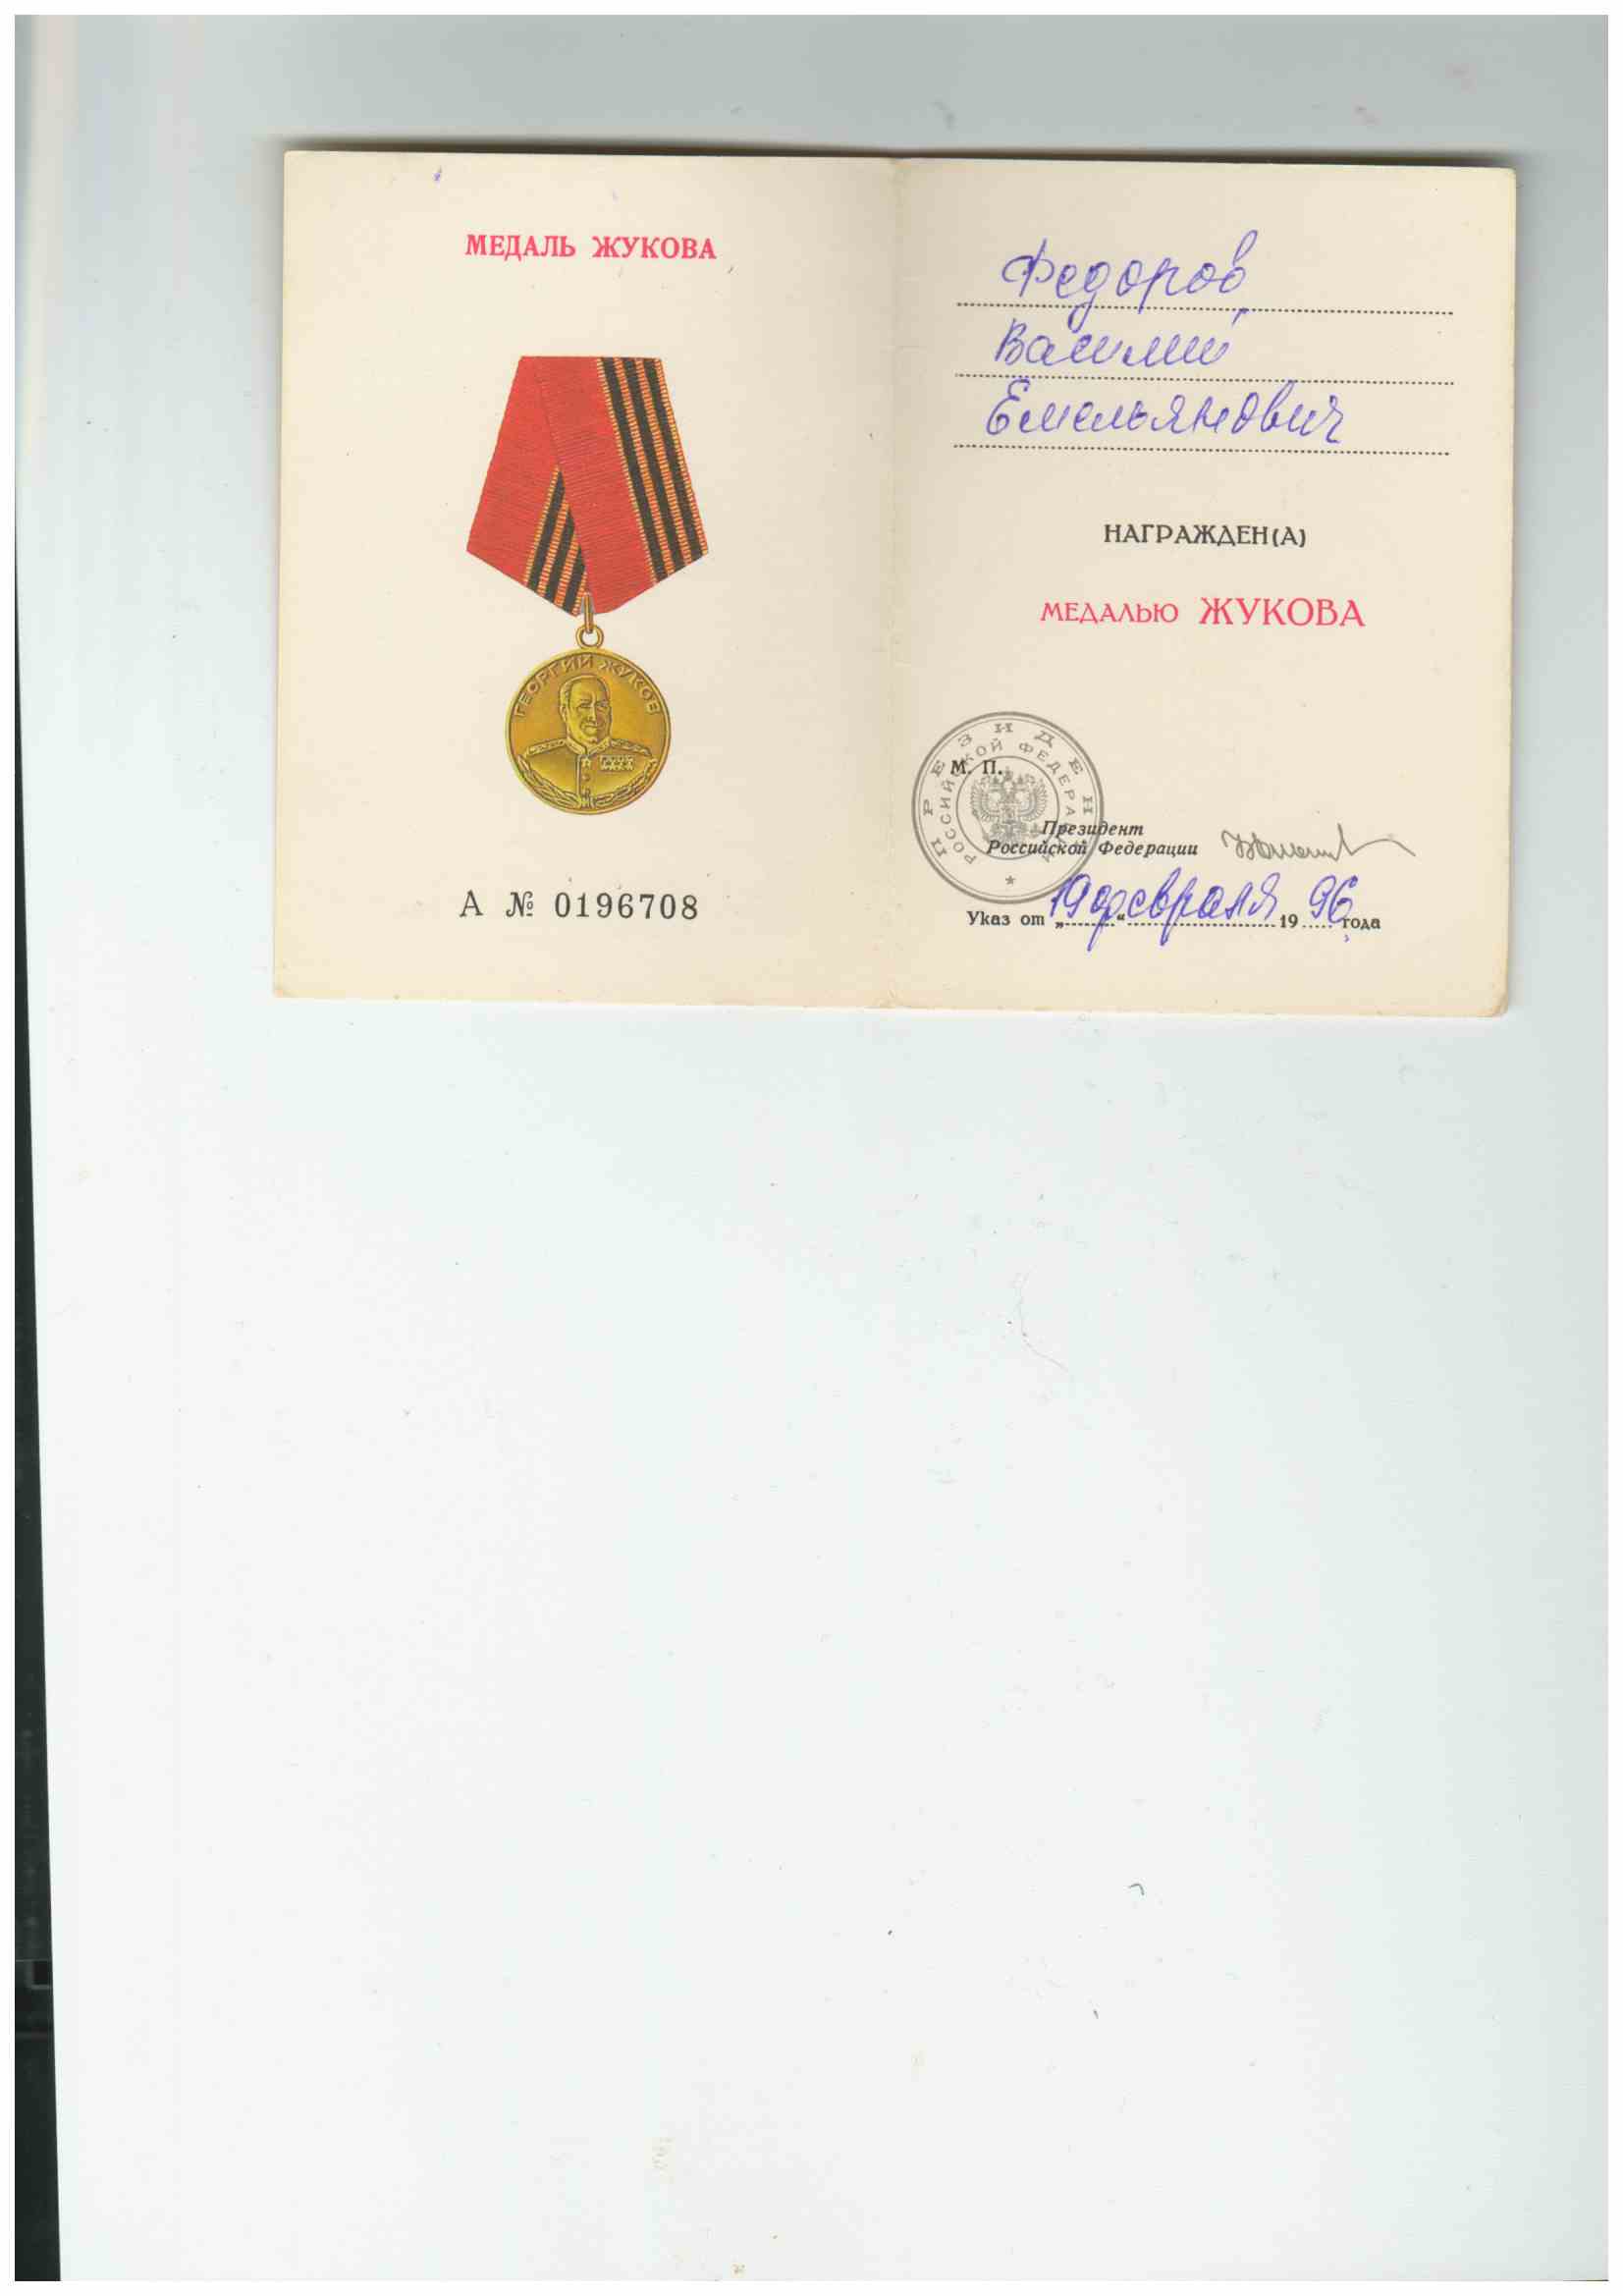 МЕДАЛЬ ЖУКОВА
ГЕОРГИЙ ЖУКОВ
А № 0196708
Федоров
Василий
Емельянович
НАГРАЖДЕН(А)
МЕДАЛЬЮ ЖУКОВА
ПРЕЗИДЕНТ
РОССИЙСКОЙ ФЕДЕРАЦИИ
М. П.
Президент
Российской Федерации
Указ от „19“ февраля 1996 года